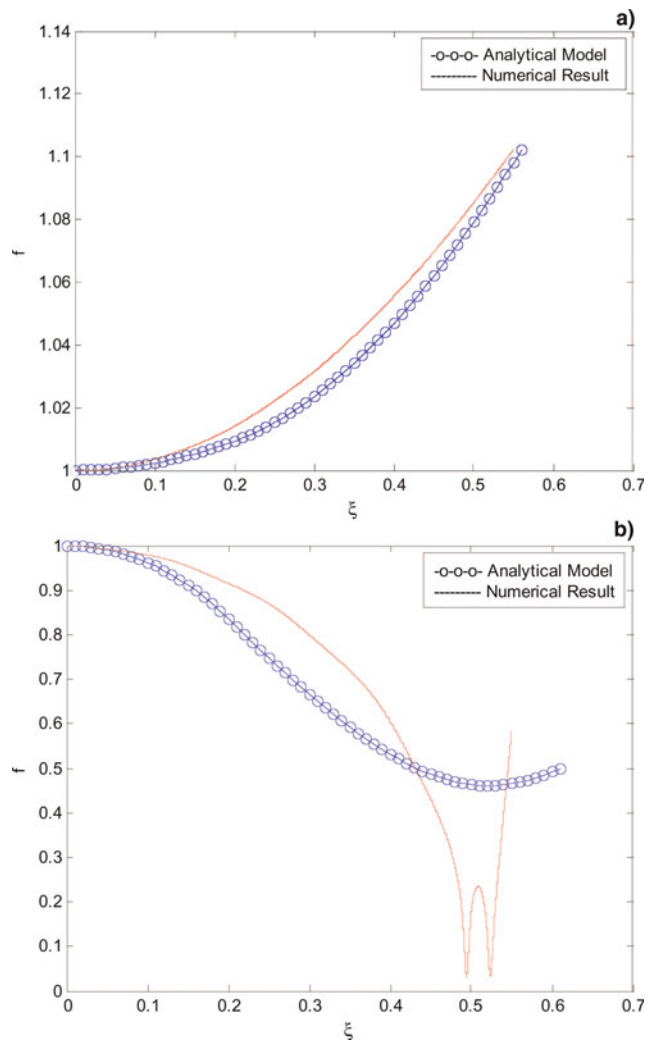 a)
1.14
1.12
1.1
1.08
1.06
1.04
1.02
1
f
-o-o-o- Analytical Model
--------- Numerical Result
0 0.1 0.2 0.3 0.4 0.5 0.6 0.7
ξ
b)
1
0.9
0.8
0.7
0.6
0.5
0.4
0.3
0.2
0.1
0
f
-o-o-o- Analytical Model
--------- Numerical Result
0 0.1 0.2 0.3 0.4 0.5 0.6 0.7
ξ